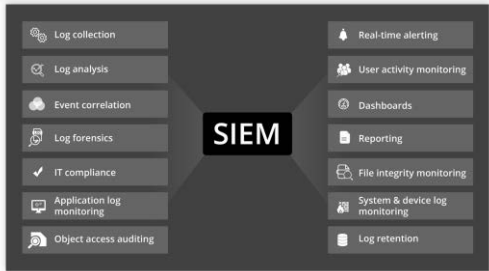 Log collection
Log analysis
Event correlation
Log forensics
IT compliance
Application log
monitoring
Object access auditing
SIEM
Real-time alerting
User activity monitoring
Dashboards
Reporting
File integrity monitoring
System & device log
monitoring
Log retention